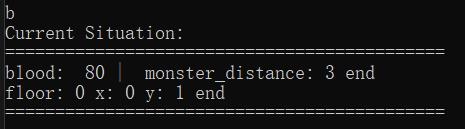 b
Current Situation:
============================================
blood:  80 |  monster_distance: 3 end
floor: 0 x: 0 y: 1 end
============================================